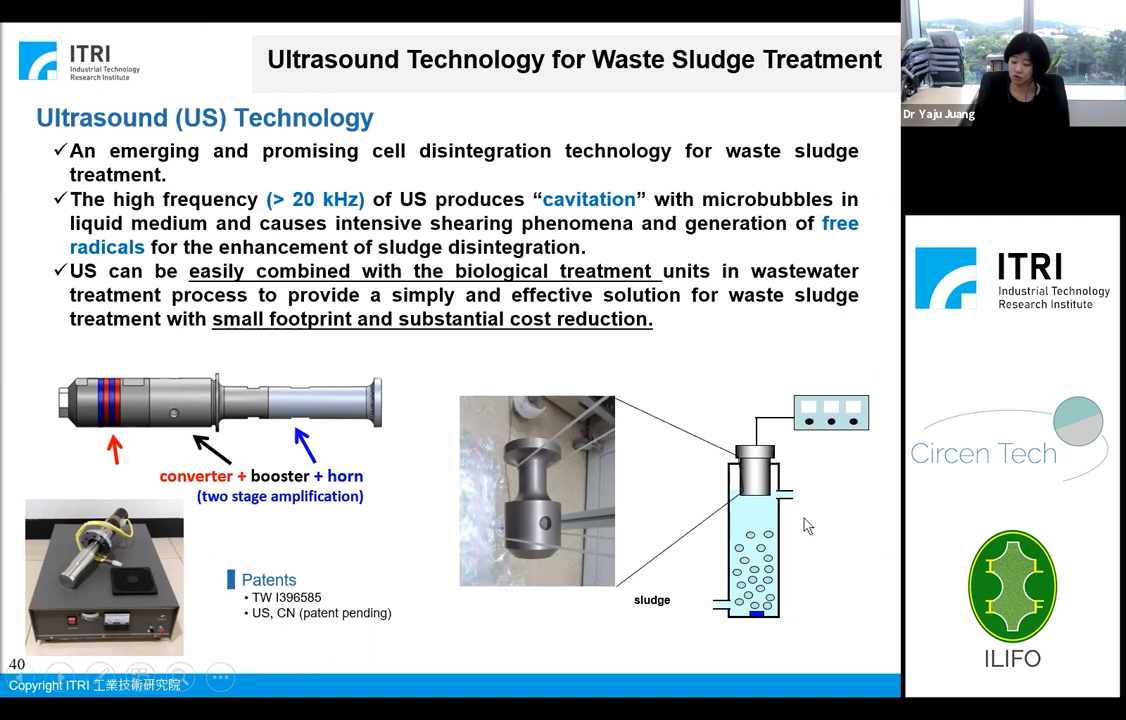 ITRI
Industrial Technology
Research Institute
Ultrasound Technology for Waste Sludge Treatment
Ultrasound (US) Technology
✓An emerging and promising cell disintegration technology for waste sludge
treatment.
✓The high frequency (> 20 kHz) of US produces “cavitation” with microbubbles in
liquid medium and causes intensive shearing phenomena and generation of free
radicals for the enhancement of sludge disintegration.
✓US can be easily combined with the biological treatment units in wastewater
treatment process to provide a simply and effective solution for waste sludge
treatment with small footprint and substantial cost reduction.
converter + booster + horn
(two stage amplification)
Patents
• TW I396585
• US, CN (patent pending)
sludge
40
Copyright ITRI 工業技術研究院
Dr Yaju Juang
ITRI
Industrial Technology
Research Institute
Circen Tech
I L
I F
ILIFO